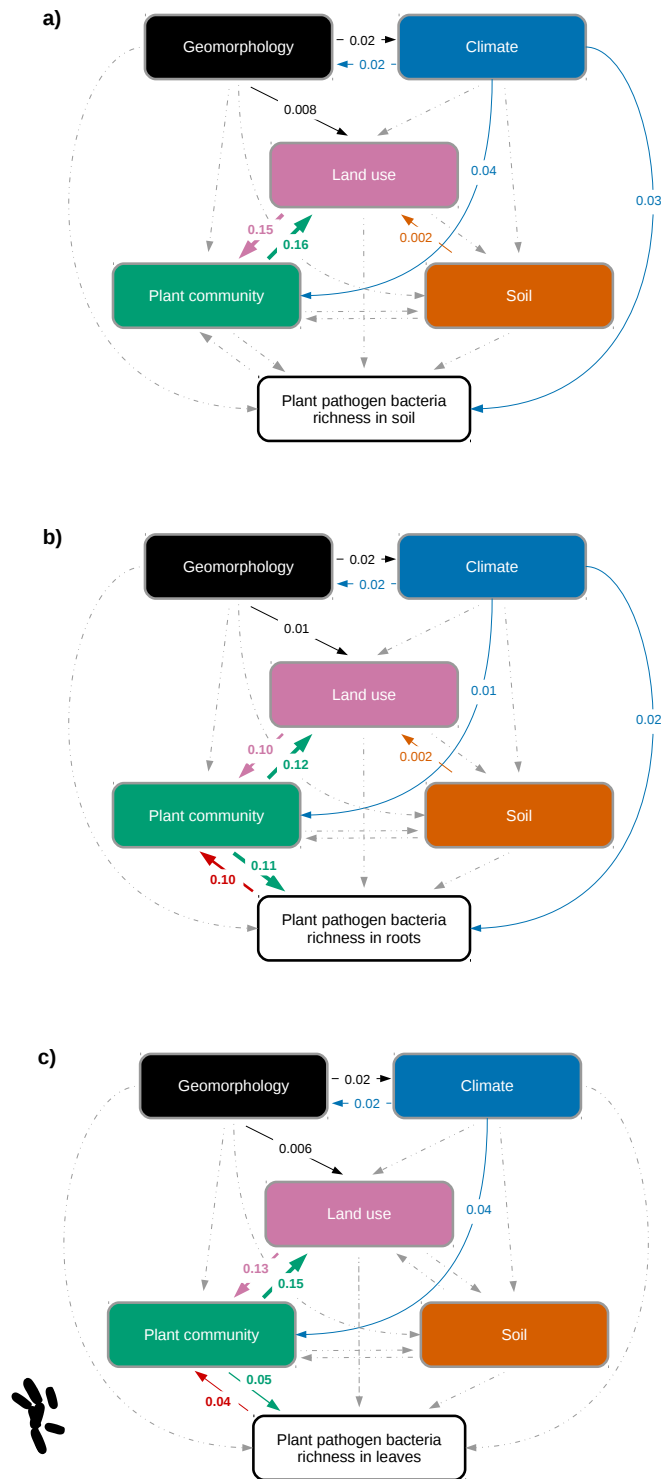 a)
Geomorphology
0.02
0.02
Climate
0.008
Land use
0.04
0.03
0.15
0.16
0.002
Plant community
Soil
Plant pathogen bacteria
richness in soil
b)
Geomorphology
0.02
0.02
Climate
0.01
Land use
0.01
0.02
0.10
0.12
0.002
Plant community
Soil
0.11
0.10
Plant pathogen bacteria
richness in roots
c)
Geomorphology
0.02
0.02
Climate
0.006
Land use
0.04
0.13
0.15
Plant community
Soil
0.05
0.04
Plant pathogen bacteria
richness in leaves